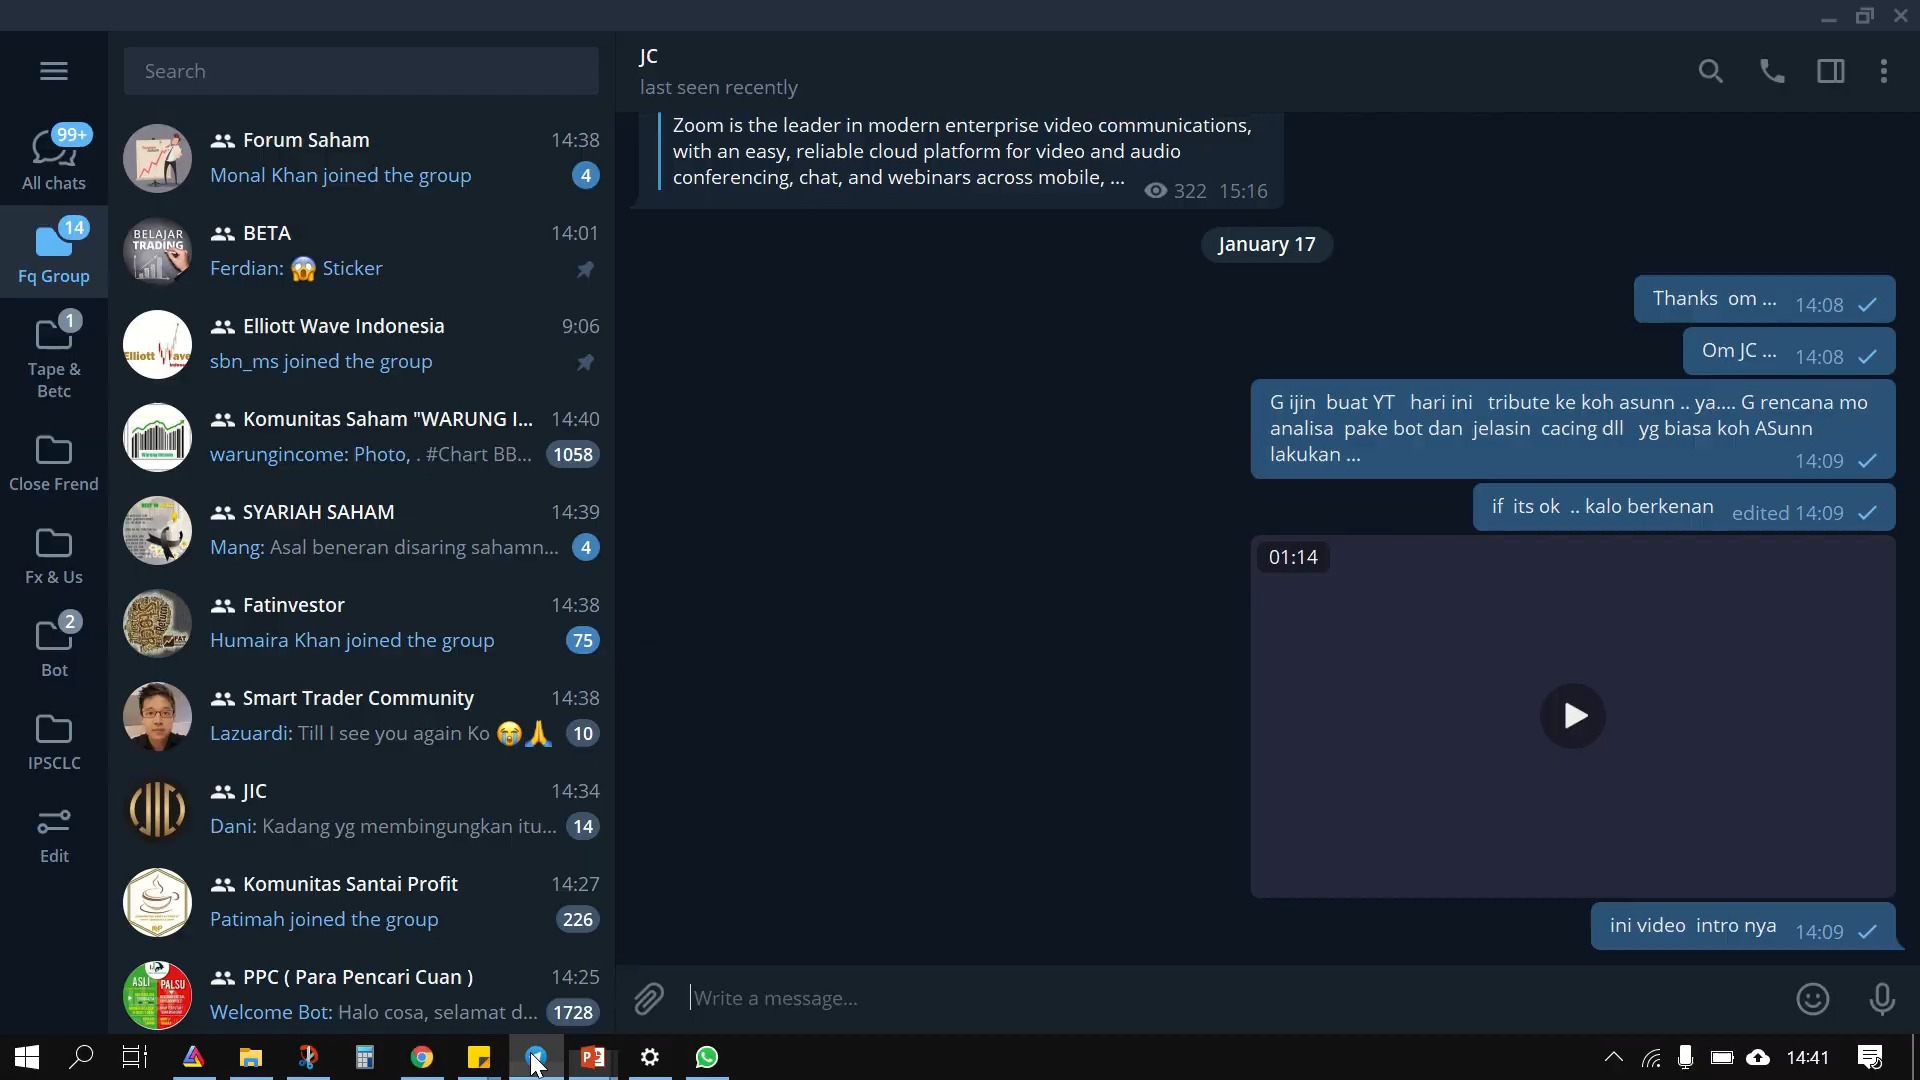 Search
99+
All chats
14
Fq Group
1
Tape &
Betc
Close Frend
Fx & Us
2
Bot
IPSCLC
Edit
Forum Saham 14:38
Monal Khan joined the group 4
BELAJAR
TRADING
BETA 14:01
Ferdian: 😱 Sticker
Elliott Wave Indonesia 9:06
sbn_ms joined the group
Komunitas Saham "WARUNG I... 14:40
warungincome: Photo, . #Chart BB... 1058
SYARIAH SAHAM 14:39
Mang: Asal beneran disaring sahamn... 4
Fatinvestor 14:38
Humaira Khan joined the group 75
Smart Trader Community 14:38
Lazuardi: Till I see you again Ko 😭🙏 10
JIC 14:34
Dani: Kadang yg membingungkan itu... 14
Komunitas Santai Profit 14:27
Patimah joined the group 226
ASLI PALSU
PPC ( Para Pencari Cuan ) 14:25
Welcome Bot: Halo cosa, selamat d... 1728
JC
last seen recently
Zoom is the leader in modern enterprise video communications,
with an easy, reliable cloud platform for video and audio
conferencing, chat, and webinars across mobile, ... 322 15:16
January 17
Thanks om ... 14:08
Om JC ... 14:08
G ijin buat YT hari ini tribute ke koh asunn .. ya.... G rencana mo
analisa pake bot dan jelasin cacing dll yg biasa koh ASunn
lakukan ... 14:09
if its ok .. kalo berkenan edited 14:09
01:14
ini video intro nya 14:09
Write a message...
14:41